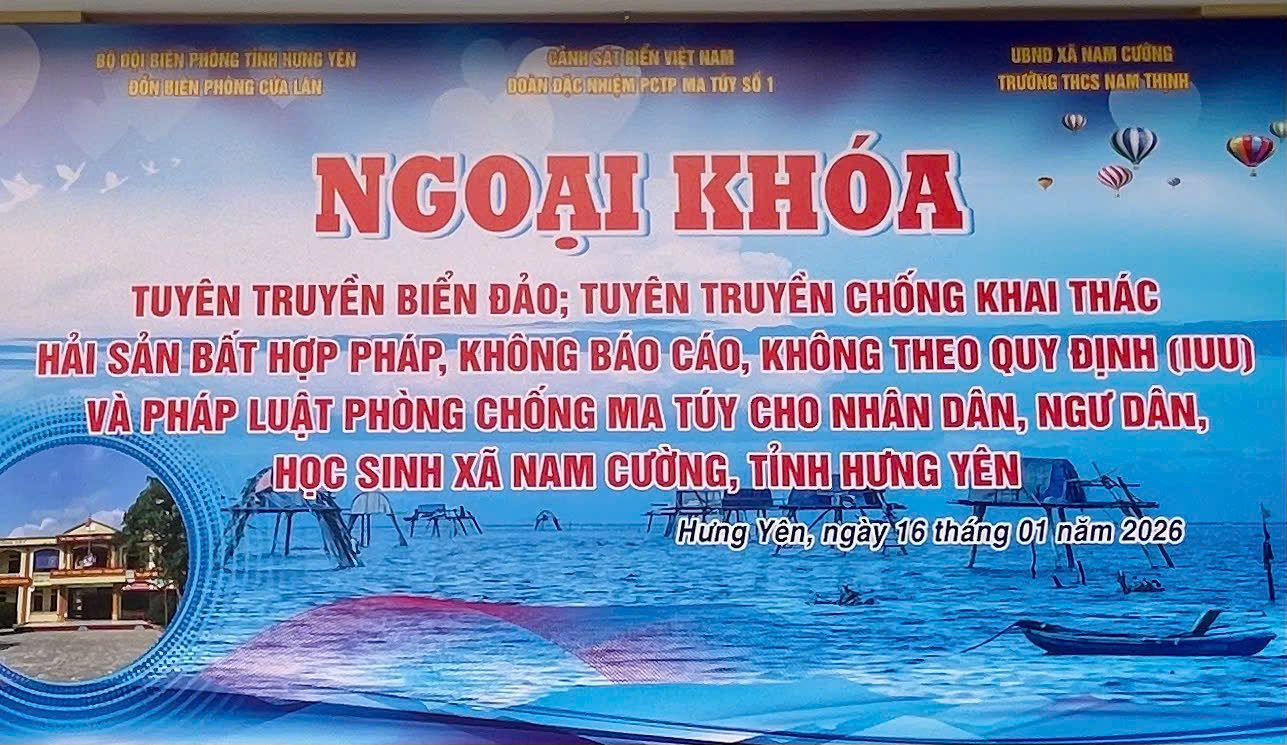 BỘ ĐỘI BIÊN PHÒNG TỈNH HƯNG YÊN
ĐỒN BIÊN PHÒNG CỬA LÂN
CẢNH SÁT BIỂN VIỆT NAM
ĐOÀN ĐẶC NHIỆM PCTP MA TÚY SỐ 1
UBND XÃ NAM CƯỜNG
TRƯỜNG THCS NAM THỊNH
NGOẠI KHÓA
TUYÊN TRUYỀN BIỂN ĐẢO; TUYÊN TRUYỀN CHỐNG KHAI THÁC
HẢI SẢN BẤT HỢP PHÁP, KHÔNG BÁO CÁO, KHÔNG THEO QUY ĐỊNH (IUU)
VÀ PHÁP LUẬT PHÒNG CHỐNG MA TÚY CHO NHÂN DÂN, NGƯ DÂN,
HỌC SINH XÃ NAM CƯỜNG, TỈNH HƯNG YÊN
Hưng Yên, ngày 16 tháng 01 năm 2026